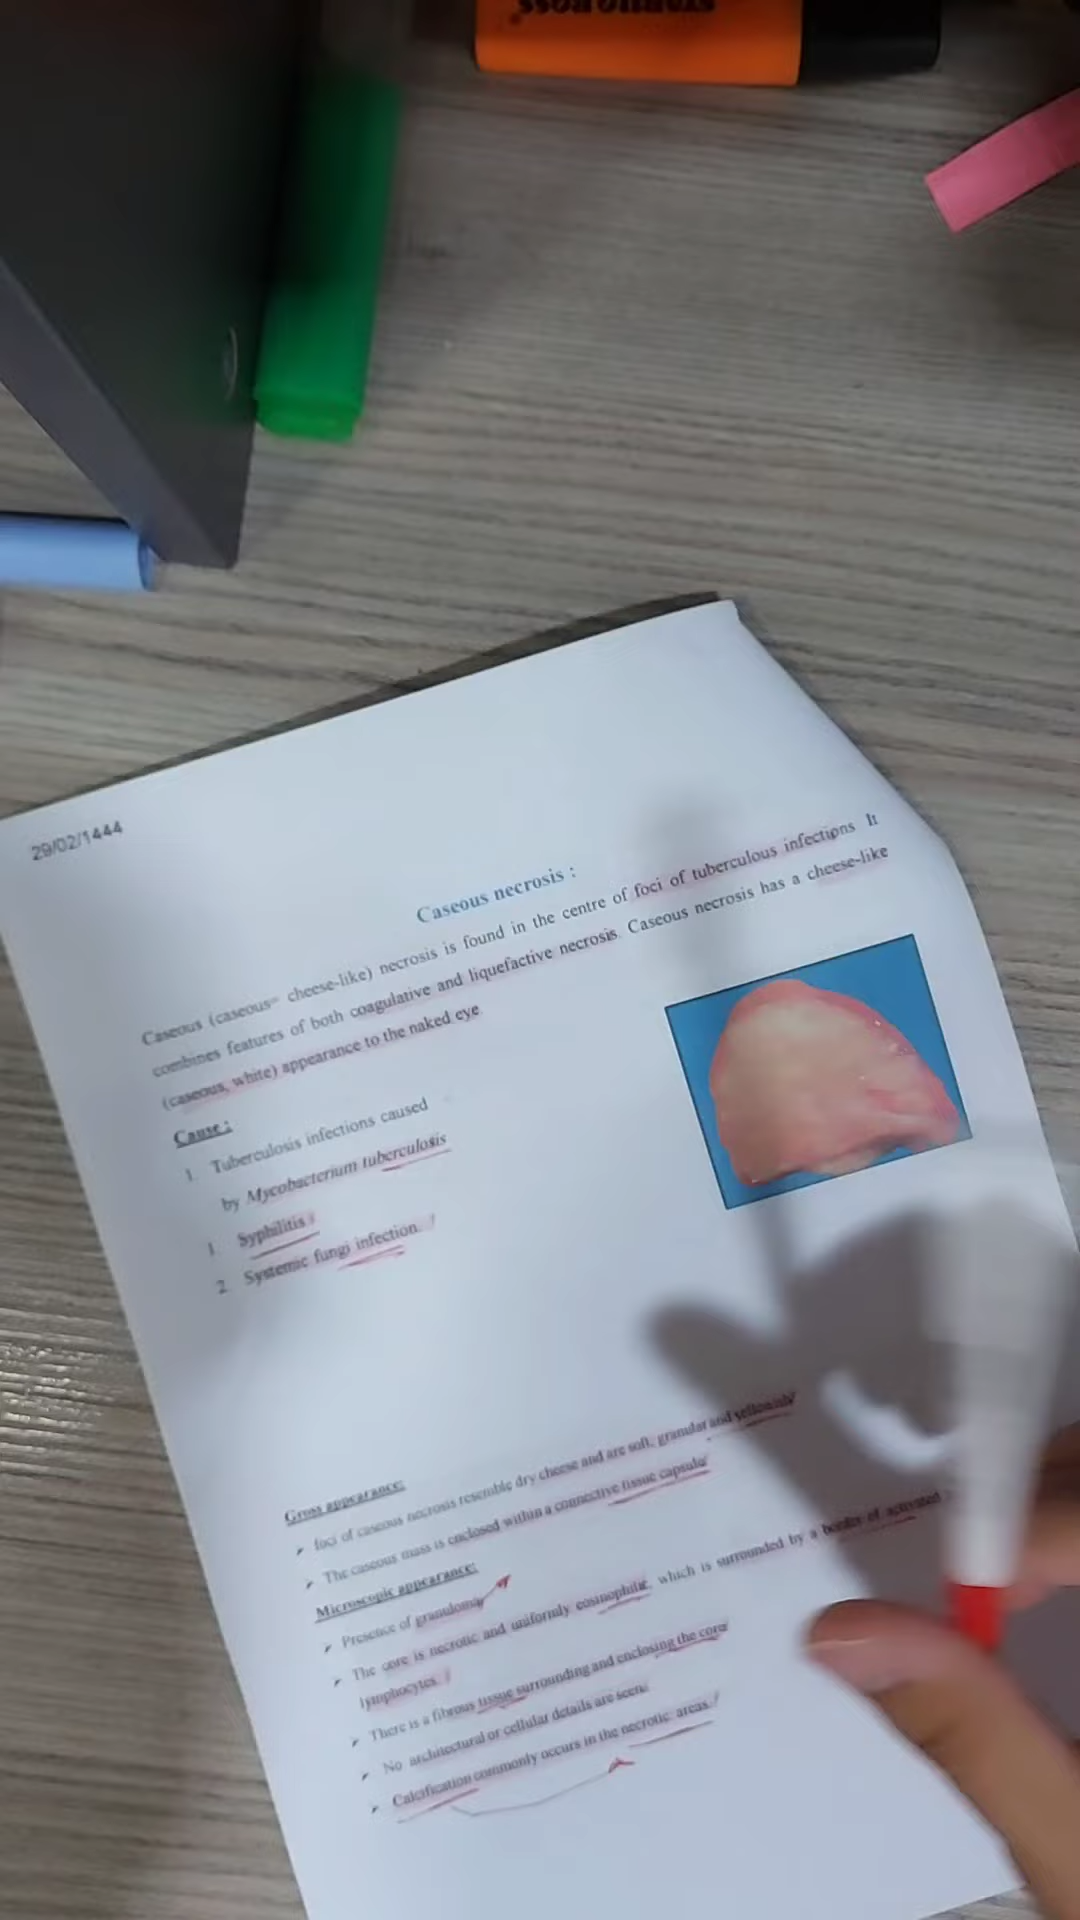 STABILO BOSS
29/02/1444
Caseous necrosis :
Caseous (caseous= cheese-like) necrosis is found in the centre of foci of tuberculous infections. It
combines features of both coagulative and liquefactive necrosis. Caseous necrosis has a cheese-like
(caseous, white) appearance to the naked eye.
Cause :
1. Tuberculosis infections caused
by Mycobacterium tuberculosis
1. Syphilitis
2. Systemic fungi infection.
Gross appearance:
foci of caseous necrosis resemble dry cheese and are soft, granular and yellowish
The caseous mass is enclosed within a connective tissue capsule
Microscopic appearance:
Presence of granuloma
The core is necrotic and uniformly eosinophilic, which is surrounded by a border of activated
lymphocytes.
There is a fibrous tissue surrounding and enclosing the core
No architectural or cellular details are seen.
Calcification commonly occurs in the necrotic areas.